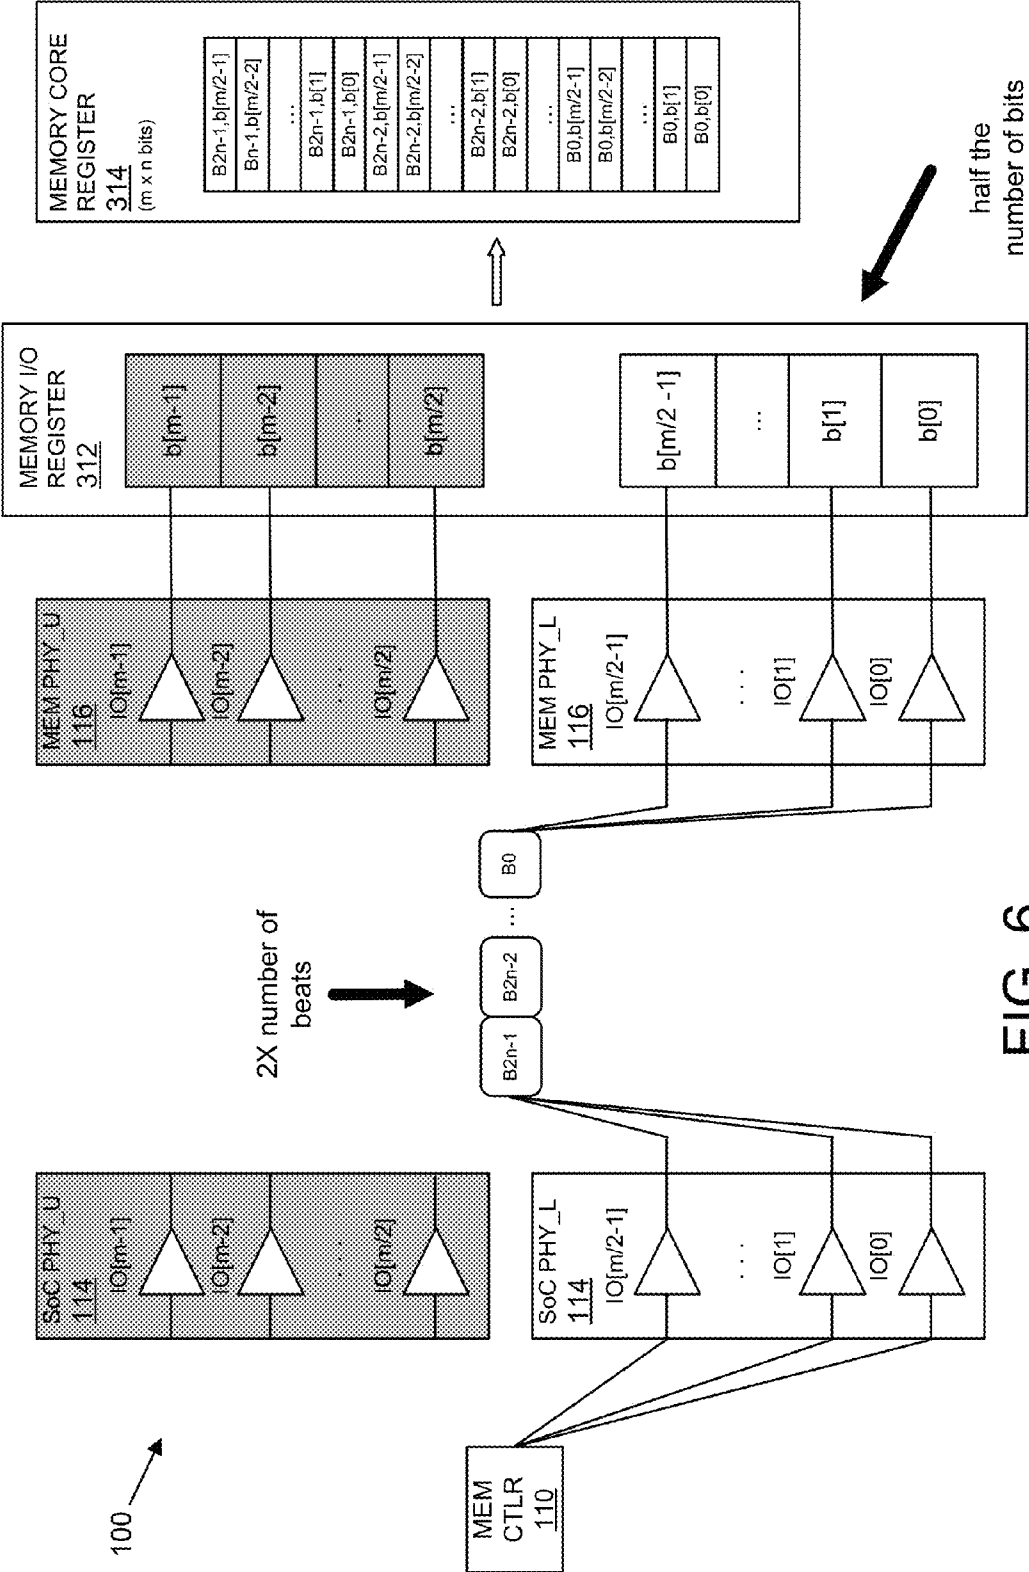 100
MEM
CTLR
110
SoC PHY_U
114
IO[m-1]
IO[m-2]
...
IO[m/2]
SoC PHY_L
114
IO[m/2-1]
...
IO[1]
IO[0]
2X number of
beats
B2n-1
B2n-2
...
B0
MEM PHY_U
116
IO[m-1]
IO[m-2]
...
IO[m/2]
MEM PHY_L
116
IO[m/2-1]
...
IO[1]
IO[0]
MEMORY I/O
REGISTER
312
b[m-1]
b[m-2]
...
b[m/2]
b[m/2 -1]
...
b[1]
b[0]
MEMORY CORE
REGISTER
314
(m x n bits)
B2n-1,b[m/2-1]
Bn-1,b[m/2-2]
...
B2n-1,b[1]
B2n-1,b[0]
B2n-2,b[m/2-1]
B2n-2,b[m/2-2]
...
B2n-2,b[1]
B2n-2,b[0]
...
B0,b[m/2-1]
B0,b[m/2-2]
...
B0,b[1]
B0,b[0]
half the
number of bits
FIG. 6